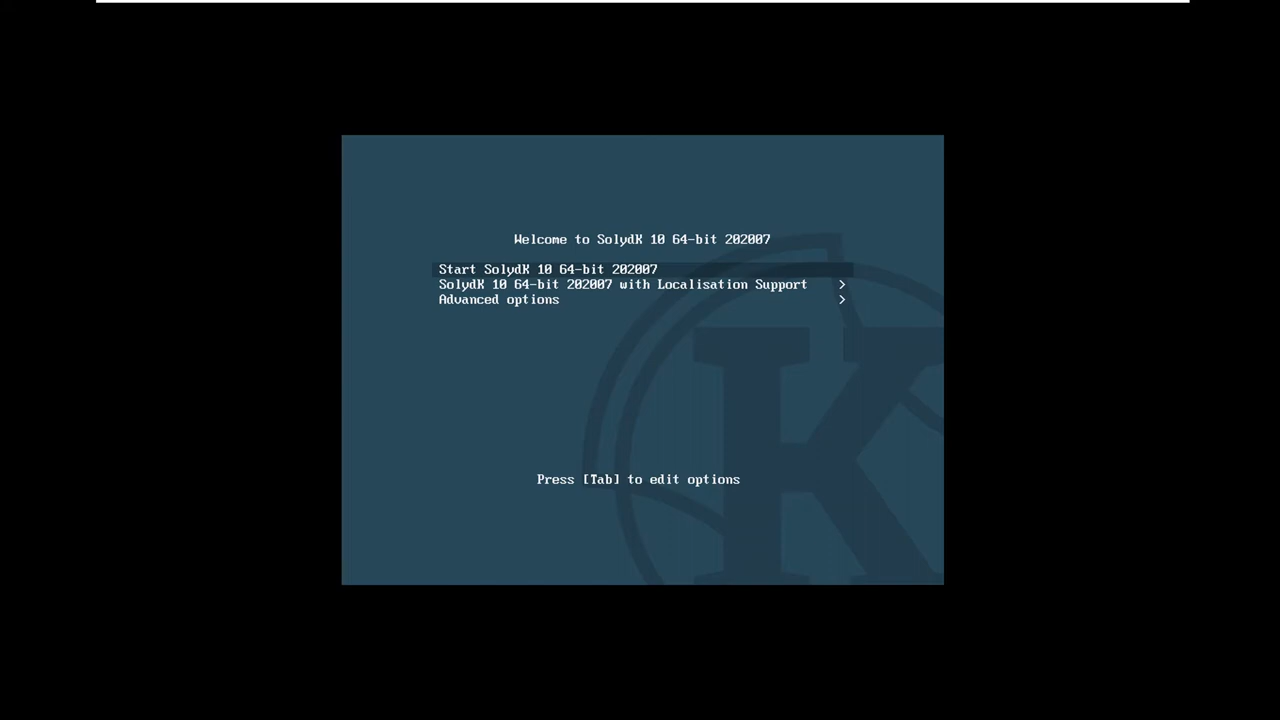 Welcome to SolydK 10 64-bit 202007
Start SolydK 10 64-bit 202007
SolydK 10 64-bit 202007 with Localisation Support >
Advanced options >
Press [Tab] to edit options
K